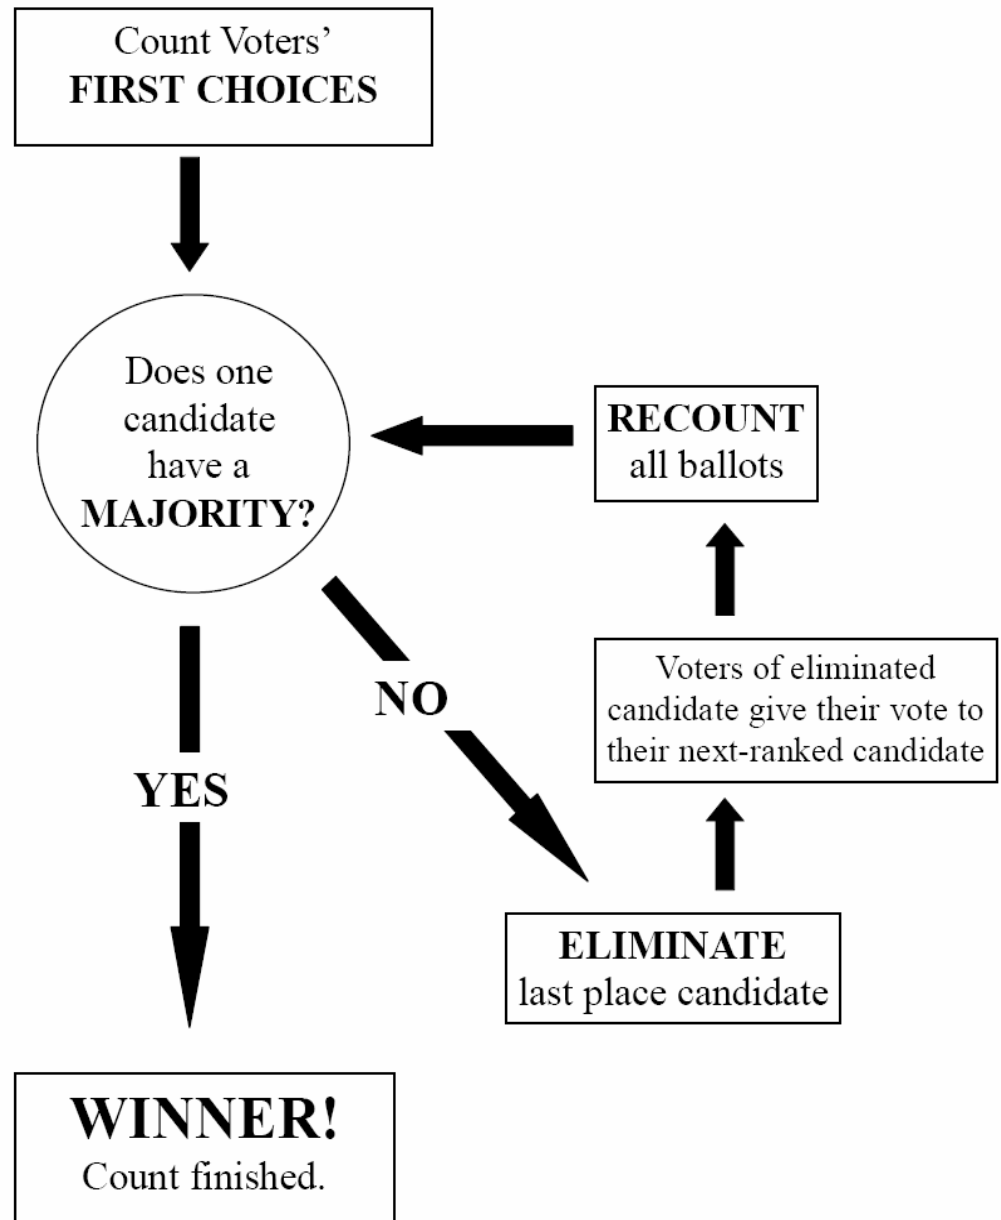 Count Voters’
FIRST CHOICES
Does one
candidate
have a
MAJORITY?
YES
WINNER!
Count finished.
NO
ELIMINATE
last place candidate
Voters of eliminated
candidate give their vote to
their next-ranked candidate
RECOUNT
all ballots